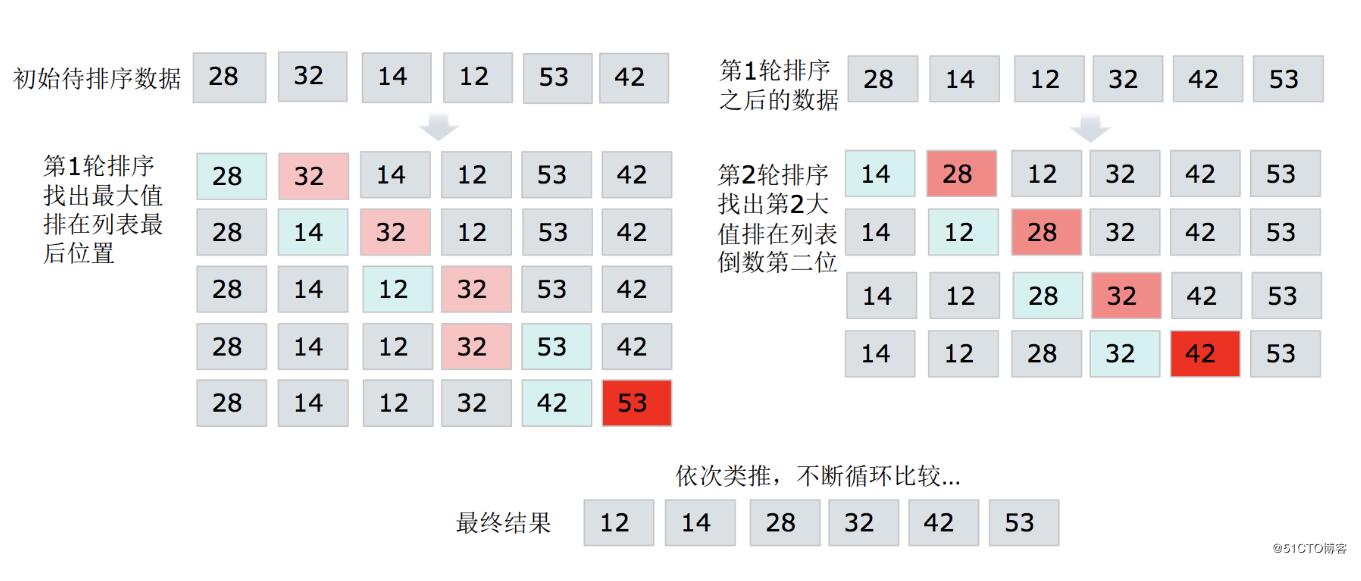 初始待排序数据
28 32 14 12 53 42
第1轮排序
找出最大值
排在列表最
后位置
28 32 14 12 53 42
28 14 32 12 53 42
28 14 12 32 53 42
28 14 12 32 53 42
28 14 12 32 42 53
第1轮排序
之后的数据
28 14 12 32 42 53
第2轮排序
找出第2大
值排在列表
倒数第二位
14 28 12 32 42 53
14 12 28 32 42 53
14 12 28 32 42 53
14 12 28 32 42 53
依次类推，不断循环比较...
最终结果
12 14 28 32 42 53
@51CTO博客